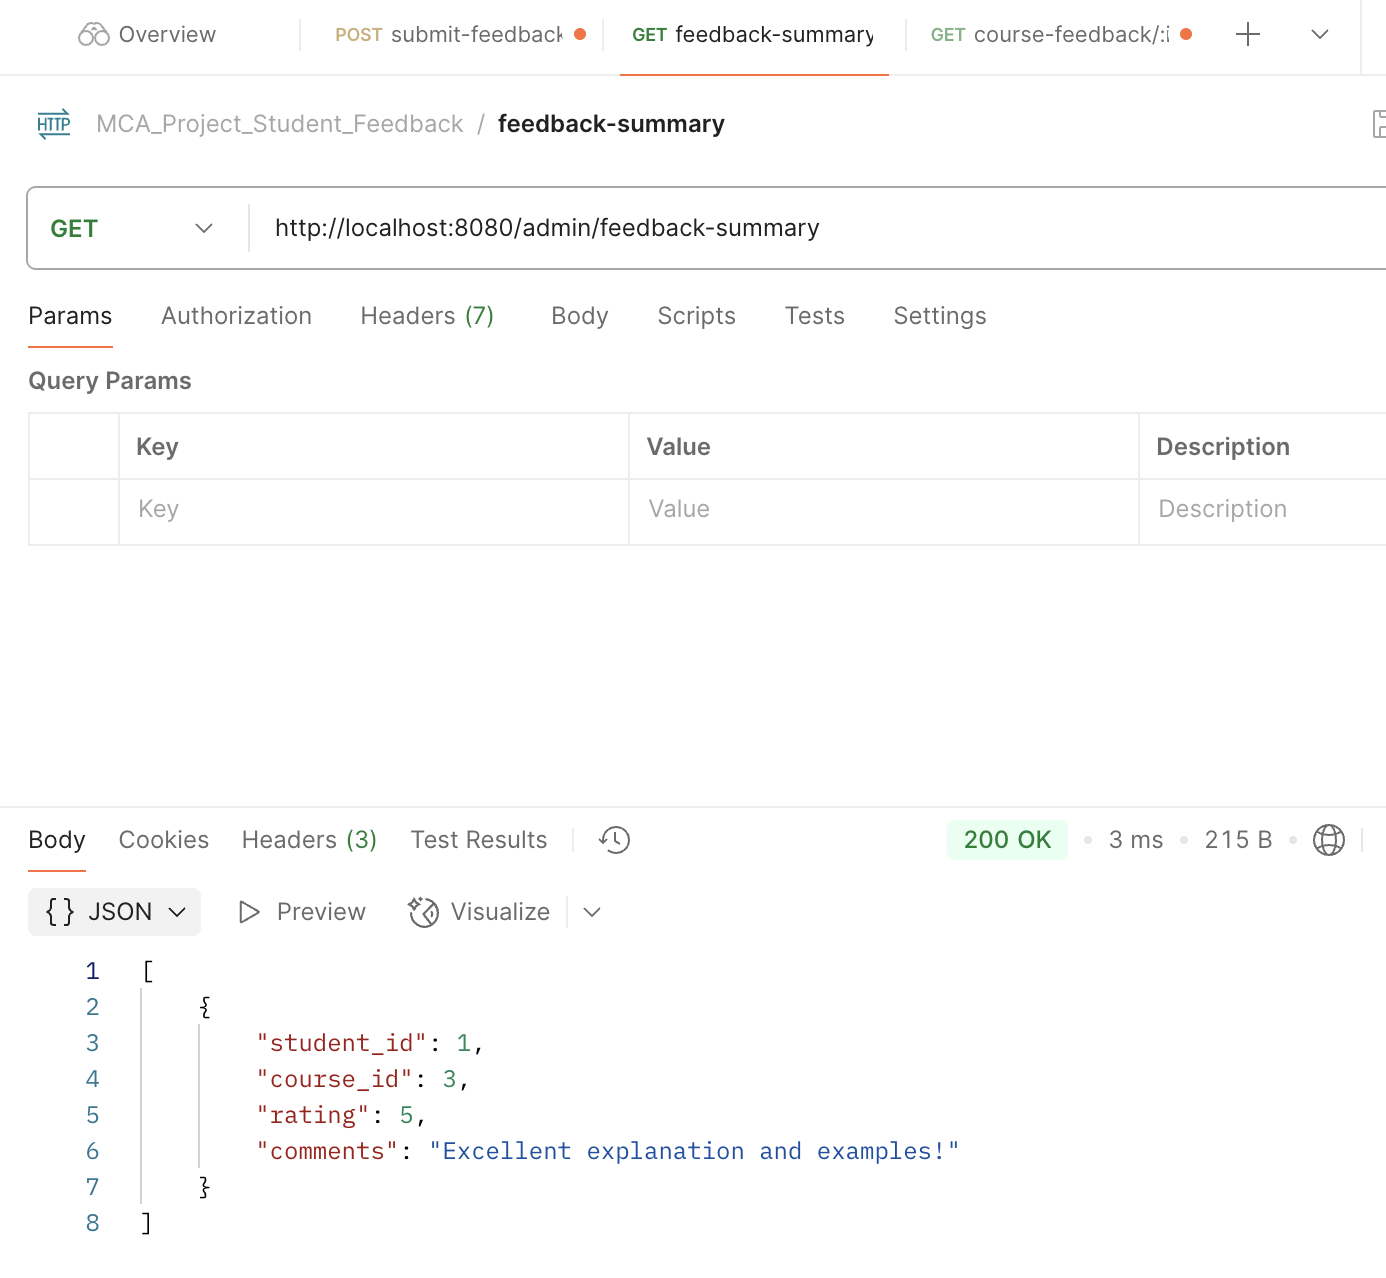 Overview POST submit-feedback GET feedback-summary GET course-feedback/:i
HTTP MCA_Project_Student_Feedback / feedback-summary
GET http://localhost:8080/admin/feedback-summary
Params Authorization Headers (7) Body Scripts Tests Settings
Query Params
Key Value Description
Key Value Description
Body Cookies Headers (3) Test Results 200 OK • 3 ms • 215 B •
{ } JSON Preview Visualize
1 [
2 {
3 "student_id": 1,
4 "course_id": 3,
5 "rating": 5,
6 "comments": "Excellent explanation and examples!"
7 }
8 ]